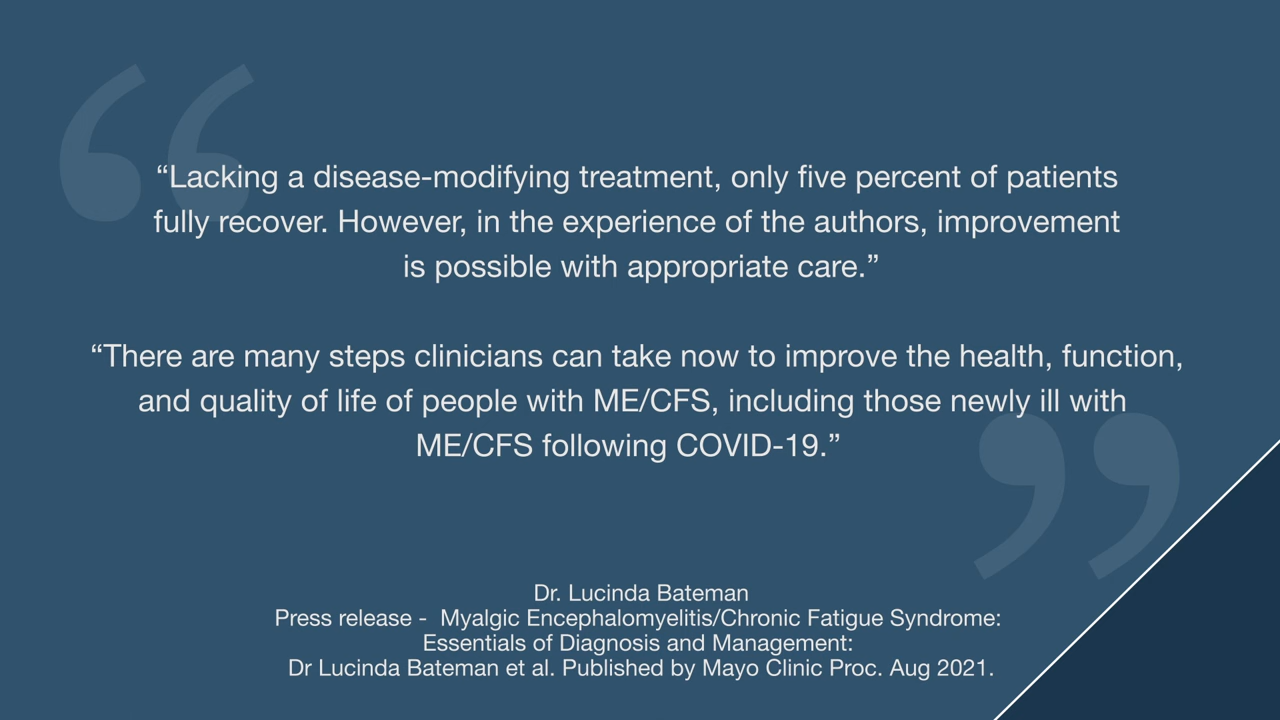 “Lacking a disease-modifying treatment, only five percent of patients
fully recover. However, in the experience of the authors, improvement
is possible with appropriate care.”
“There are many steps clinicians can take now to improve the health, function,
and quality of life of people with ME/CFS, including those newly ill with
ME/CFS following COVID-19.”
Dr. Lucinda Bateman
Press release -  Myalgic Encephalomyelitis/Chronic Fatigue Syndrome:
Essentials of Diagnosis and Management:
Dr Lucinda Bateman et al. Published by Mayo Clinic Proc. Aug 2021.